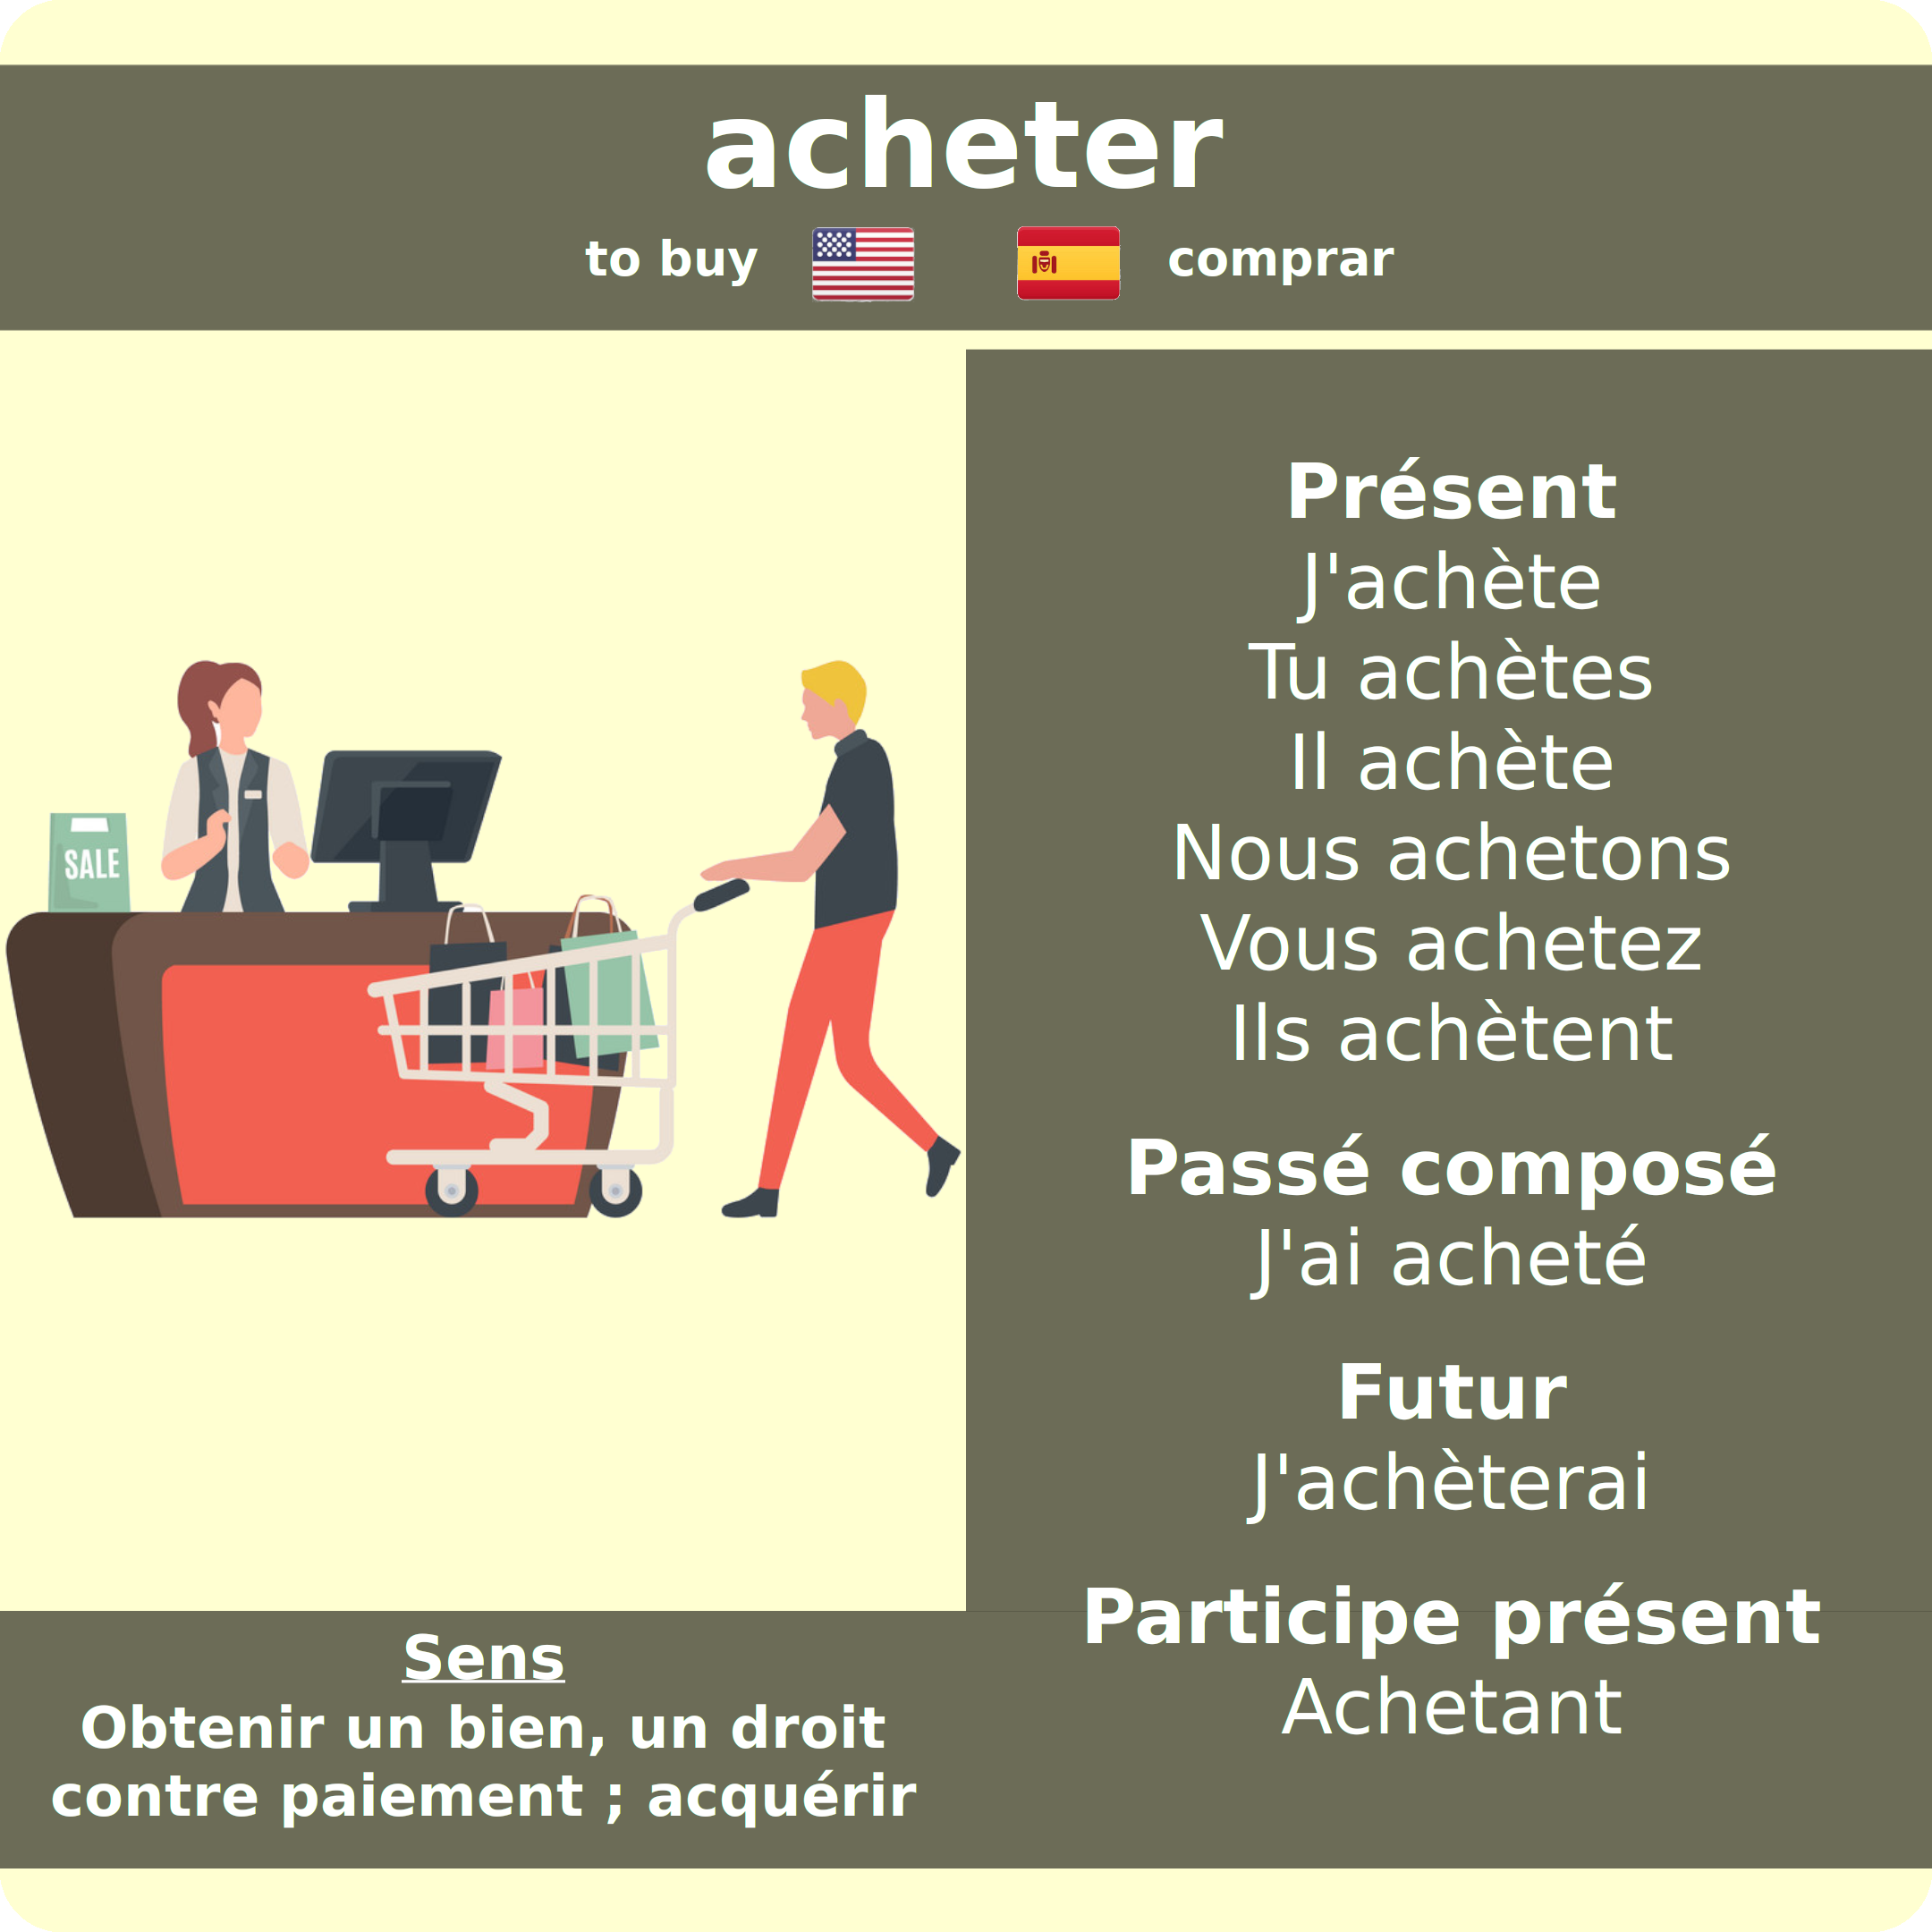 acheter
to buy
comprar
SALE
Présent
J'achète
Tu achètes
Il achète
Nous achetons
Vous achetez
Ils achètent
Passé composé
J'ai acheté
Futur
J'achèterai
Participe présent
Achetant
Sens
Obtenir un bien, un droit
contre paiement ; acquérir